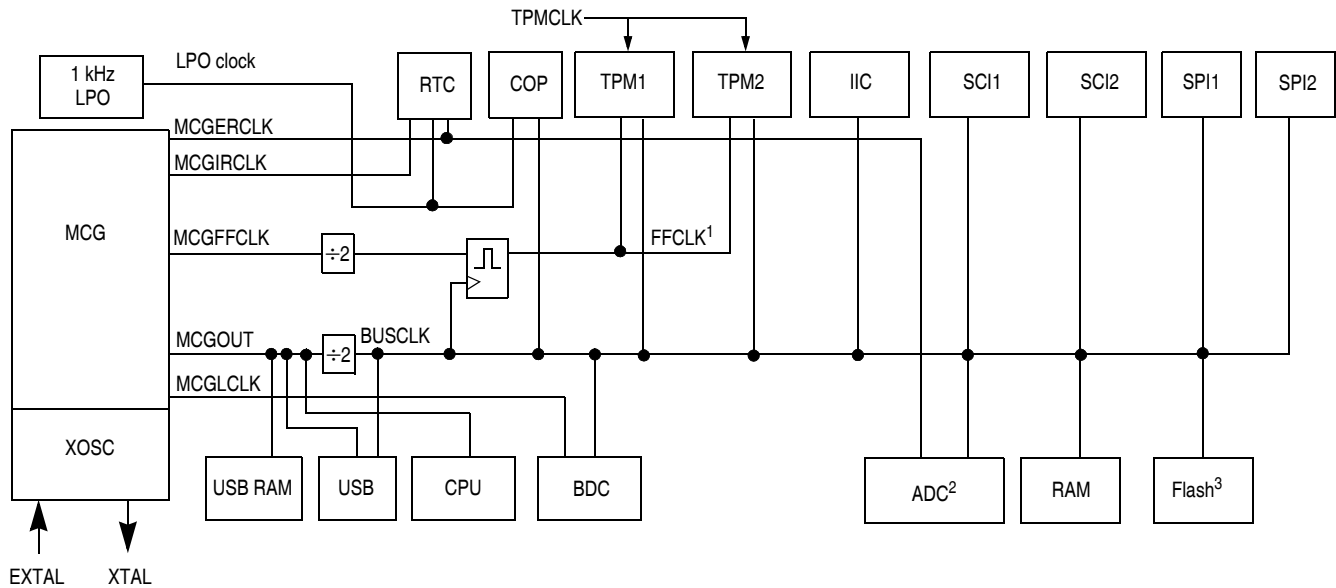 TPMCLK
1 kHz
LPO
LPO clock
RTC
COP
TPM1
TPM2
IIC
SCI1
SCI2
SPI1
SPI2
MCGERCLK
MCGIRCLK
MCG
MCGFFCLK
÷2
FFCLK¹
MCGOUT
÷2
BUSCLK
MCGLCLK
XOSC
USB RAM
USB
CPU
BDC
ADC²
RAM
Flash³
EXTAL
XTAL